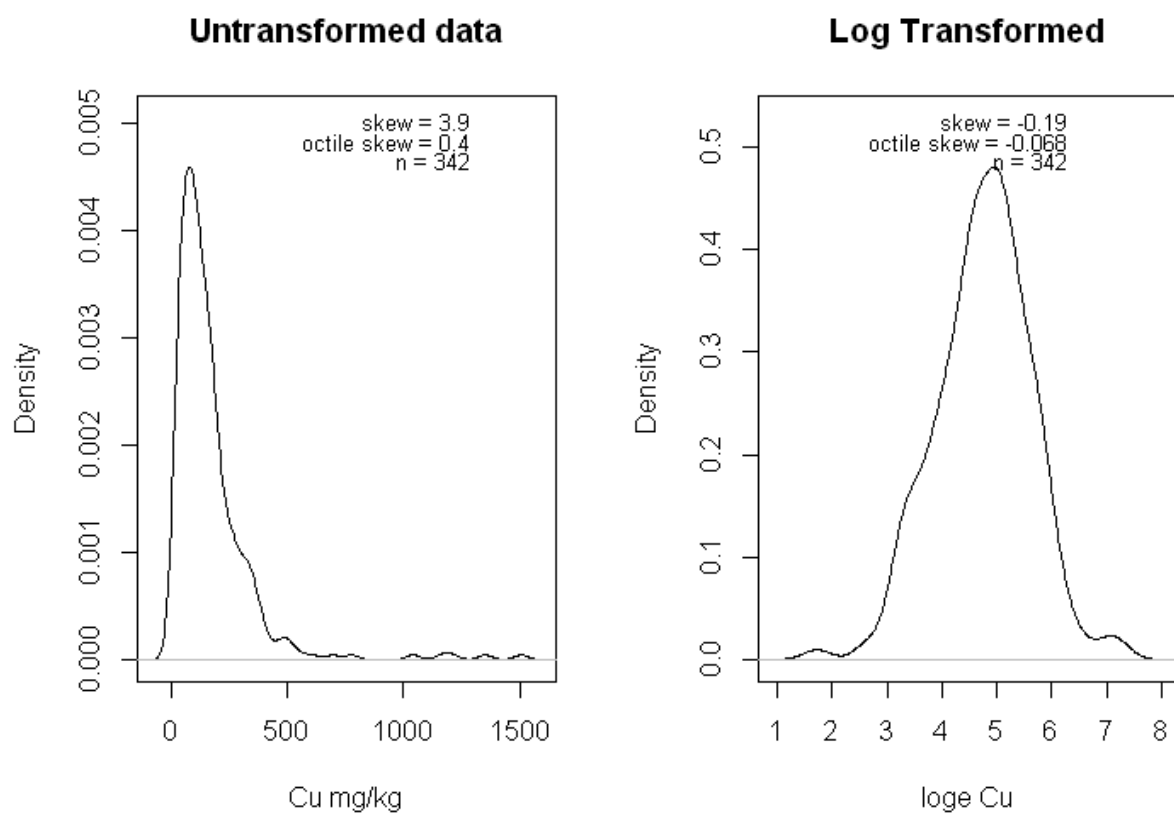 Untransformed data
skew = 3.9
octile skew = 0.4
n = 342
0.005
0.004
0.003
0.002
0.001
0.000
Density
0 500 1000 1500
Cu mg/kg
Log Transformed
skew = -0.19
octile skew = -0.068
n = 342
0.5
0.4
0.3
0.2
0.1
0.0
Density
1 2 3 4 5 6 7 8
loge Cu